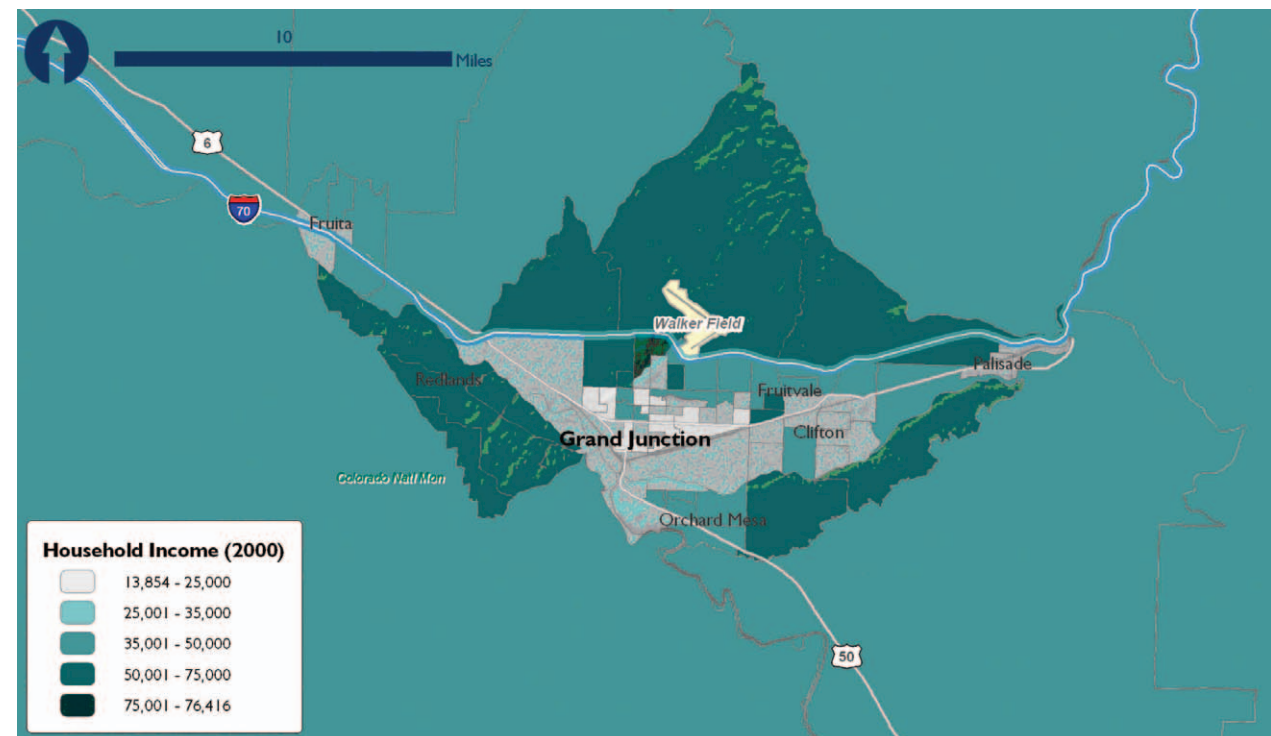 10
Miles
6
70
Fruita
Walker Field
Redlands
Palisade
Fruitvale
Clifton
Grand Junction
Colorado Natl Mon
Orchard Mesa
50
Household Income (2000)
13,854 - 25,000
25,001 - 35,000
35,001 - 50,000
50,001 - 75,000
75,001 - 76,416